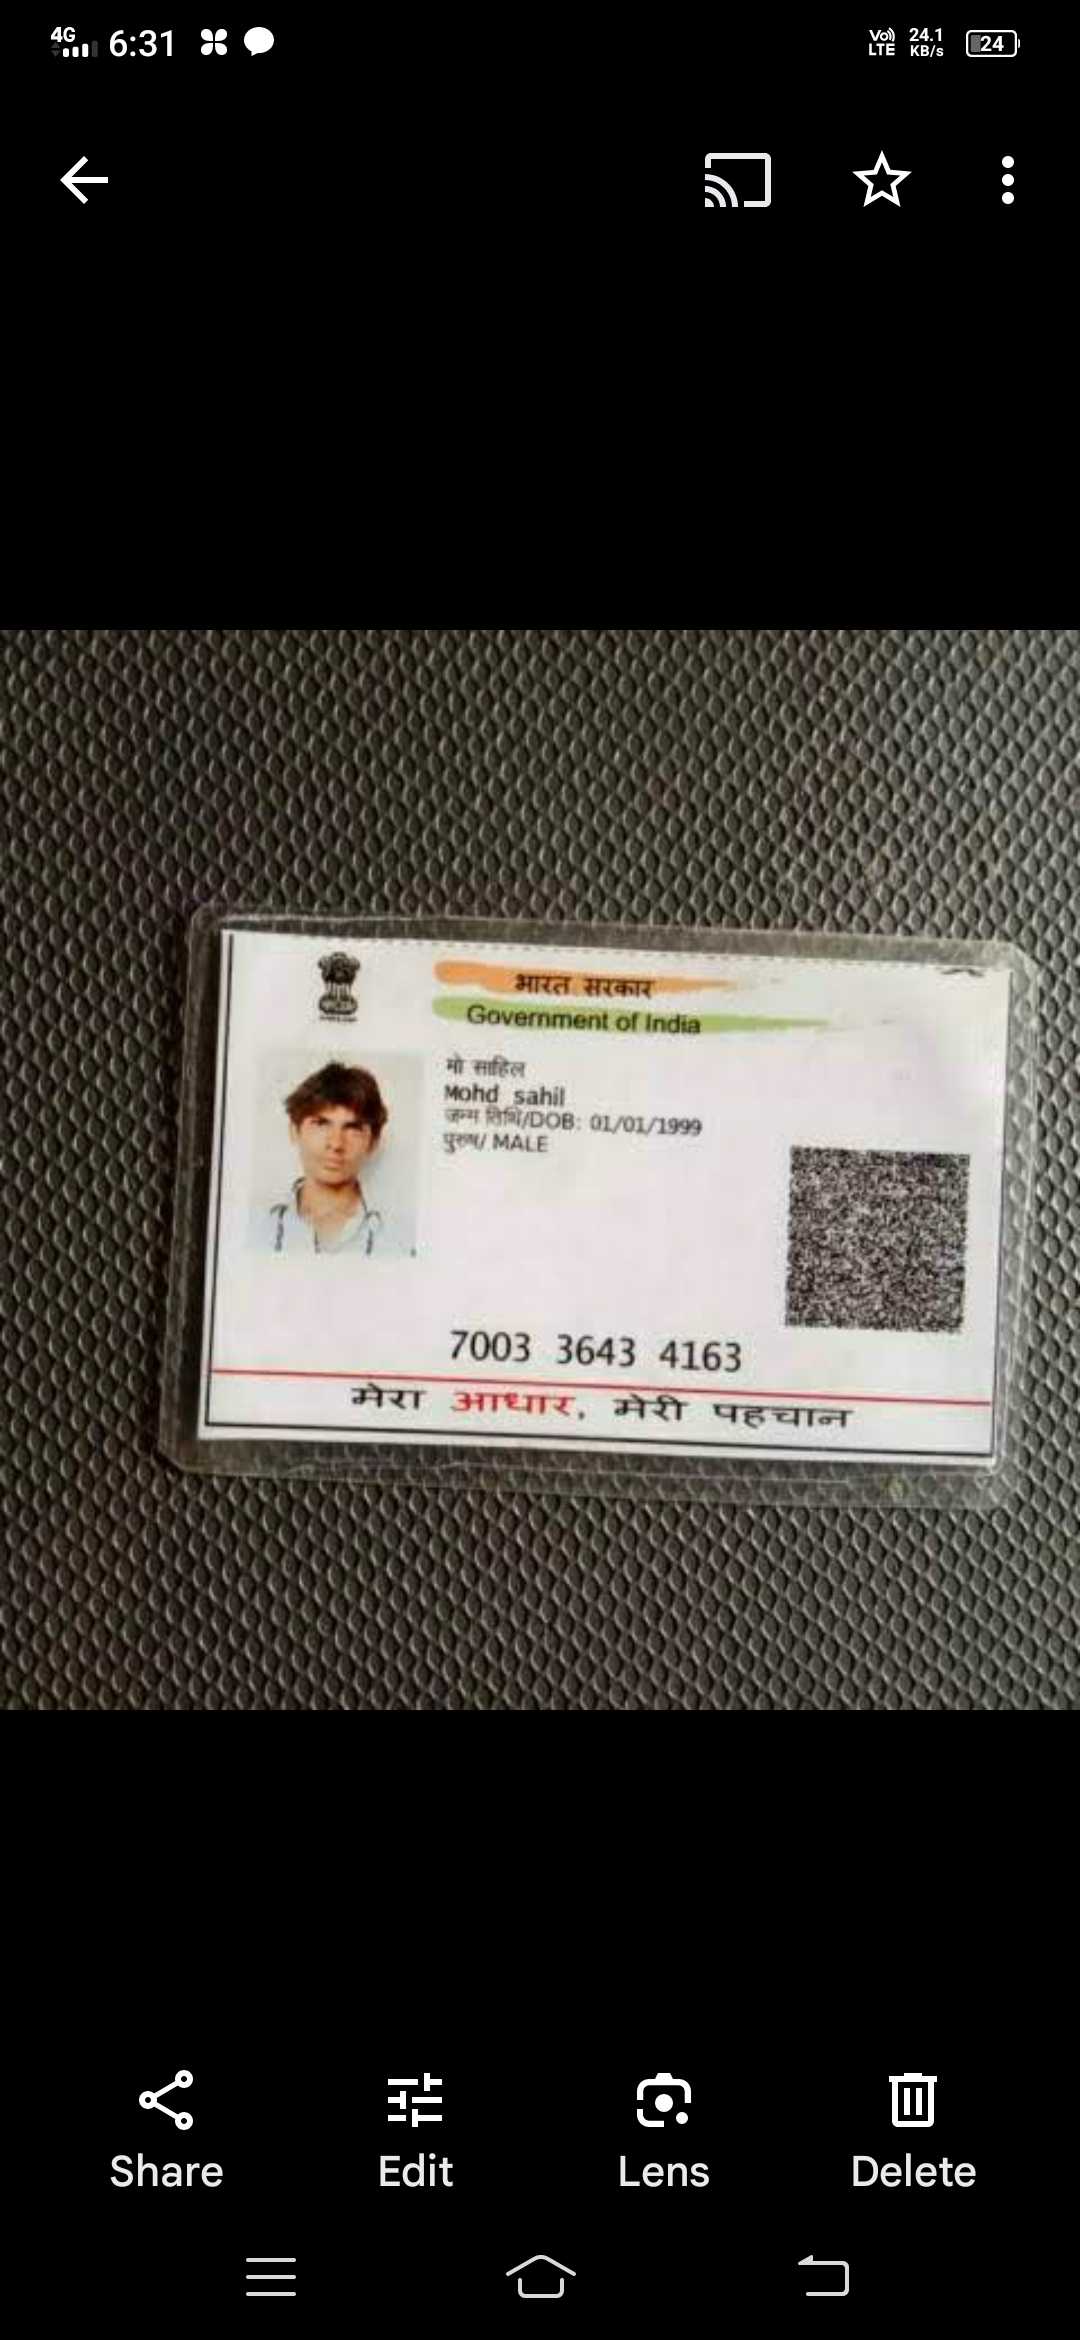 4G 6:31 Vo)) LTE 24.1 KB/s 24
भारत सरकार
Government of India
मो साहिल
Mohd sahil
जन्म तिथि/DOB: 01/01/1999
पुरुष/ MALE
7003 3643 4163
मेरा आधार, मेरी पहचान
Share Edit Lens Delete